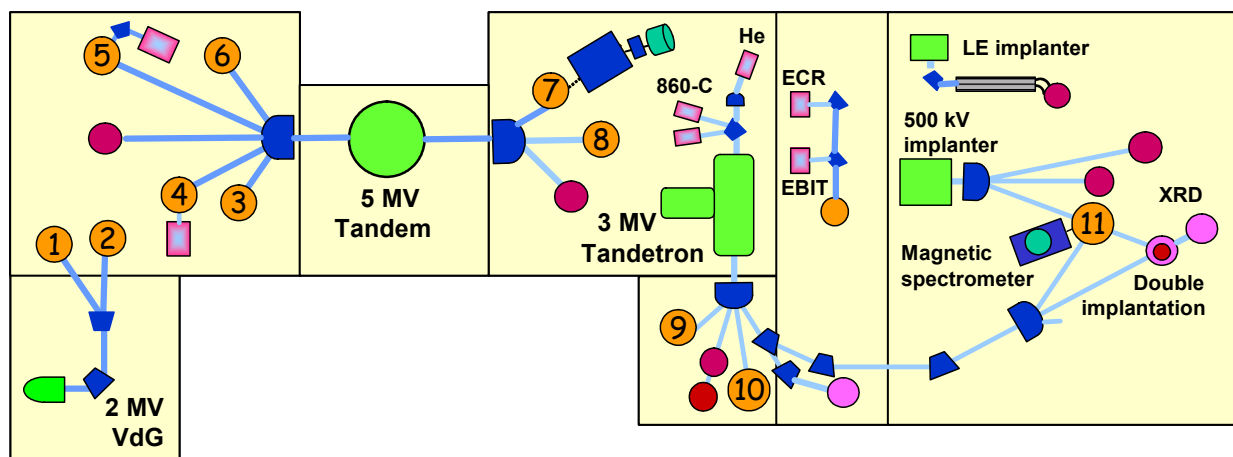 5
6
4
3
1
2
2 MV
VdG
5 MV
Tandem
7
8
He
860-C
3 MV
Tandetron
9
10
ECR
EBIT
LE implanter
500 kV
implanter
XRD
11
Magnetic
spectrometer
Double
implantation